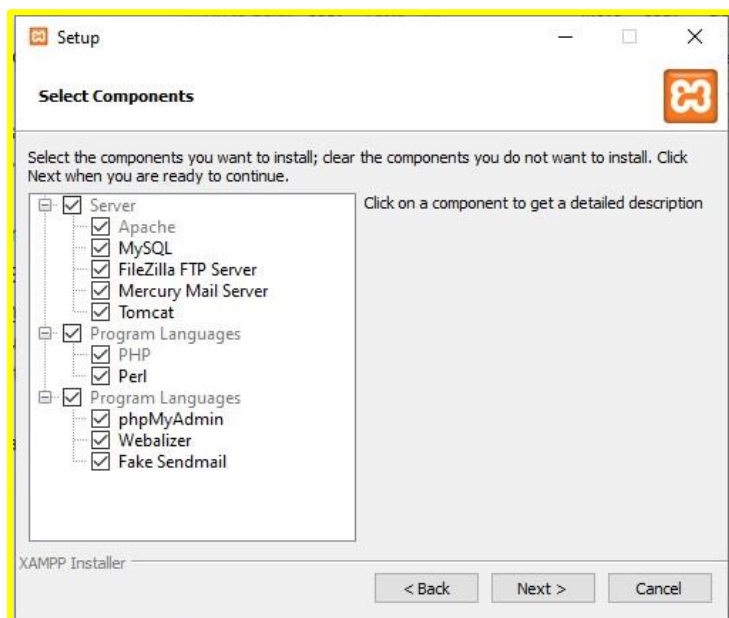 Setup
Select Components
Select the components you want to install; clear the components you do not want to install. Click
Next when you are ready to continue.
Server
Apache
MySQL
FileZilla FTP Server
Mercury Mail Server
Tomcat
Program Languages
PHP
Perl
Program Languages
phpMyAdmin
Webalizer
Fake Sendmail
Click on a component to get a detailed description
XAMPP Installer
< Back
Next >
Cancel